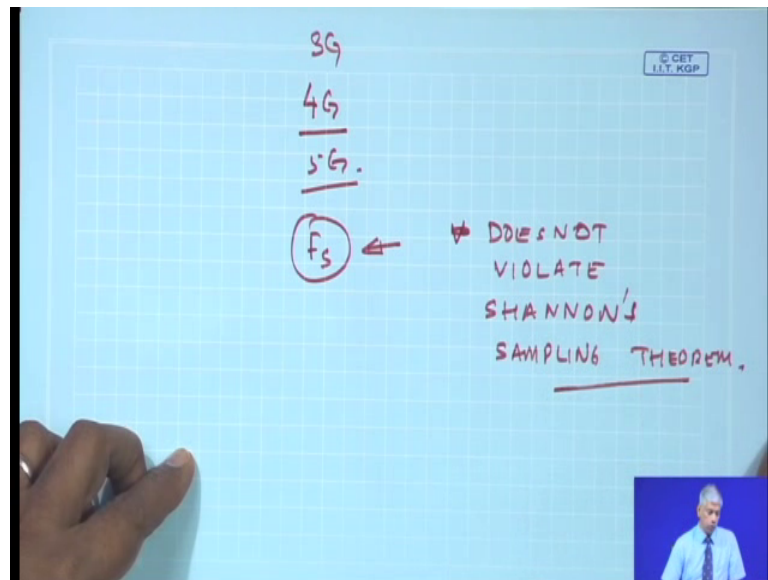 3G
© CET
I.I.T. KGP
4G
5G.
Fs
DOES NOT
VIOLATE
SHANNON'S
SAMPLING THEOREM.